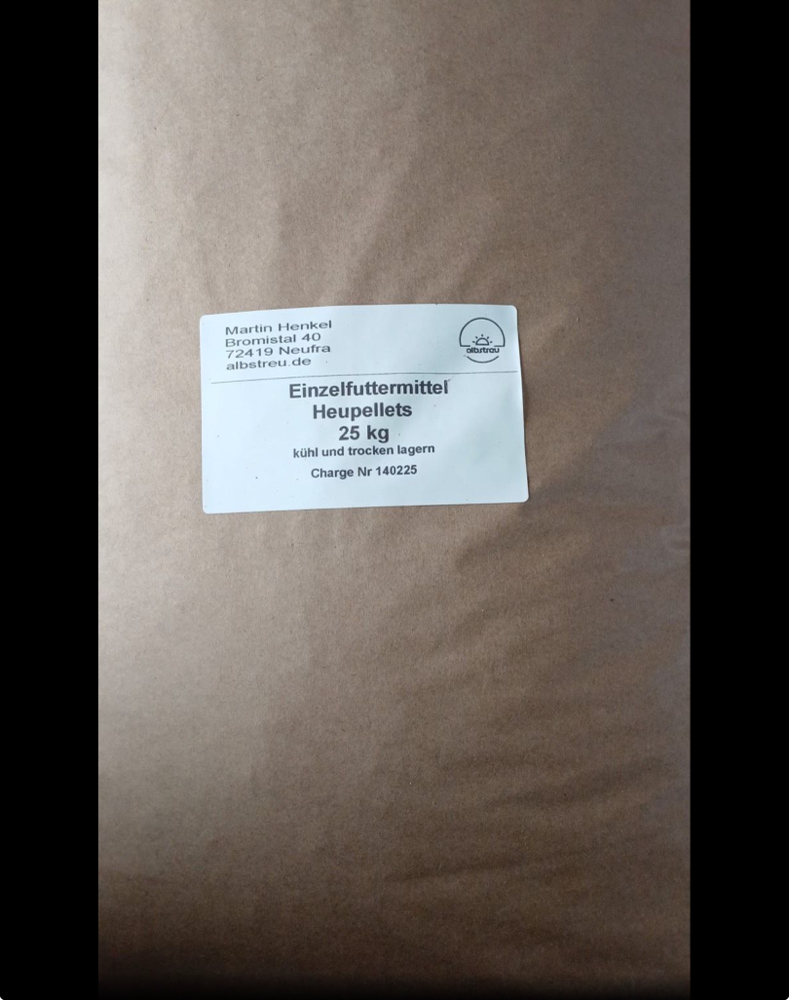 Martin Henkel
Bromistal 40
72419 Neufra
albstreu.de
albstreu
Einzelfuttermittel
Heupellets
25 kg
kühl und trocken lagern
Charge Nr 140225